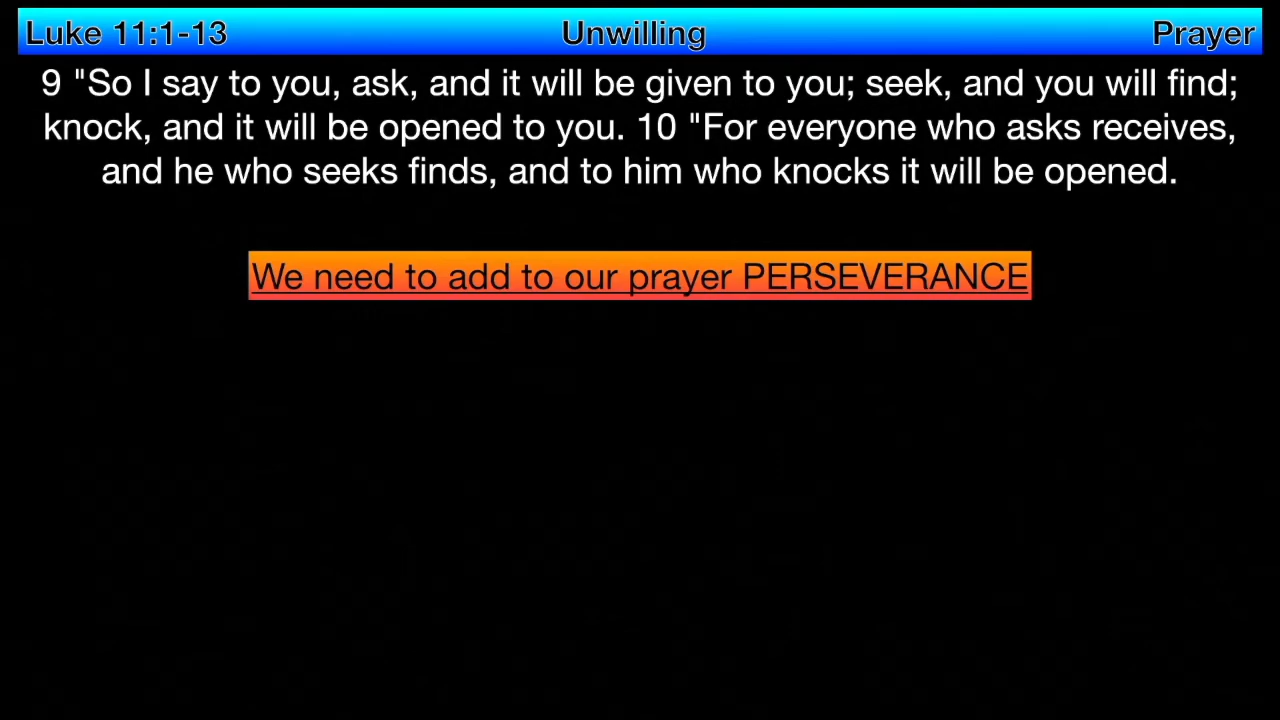 Luke 11:1-13 Unwilling Prayer
9 "So I say to you, ask, and it will be given to you; seek, and you will find;
knock, and it will be opened to you. 10 "For everyone who asks receives,
and he who seeks finds, and to him who knocks it will be opened.
We need to add to our prayer PERSEVERANCE